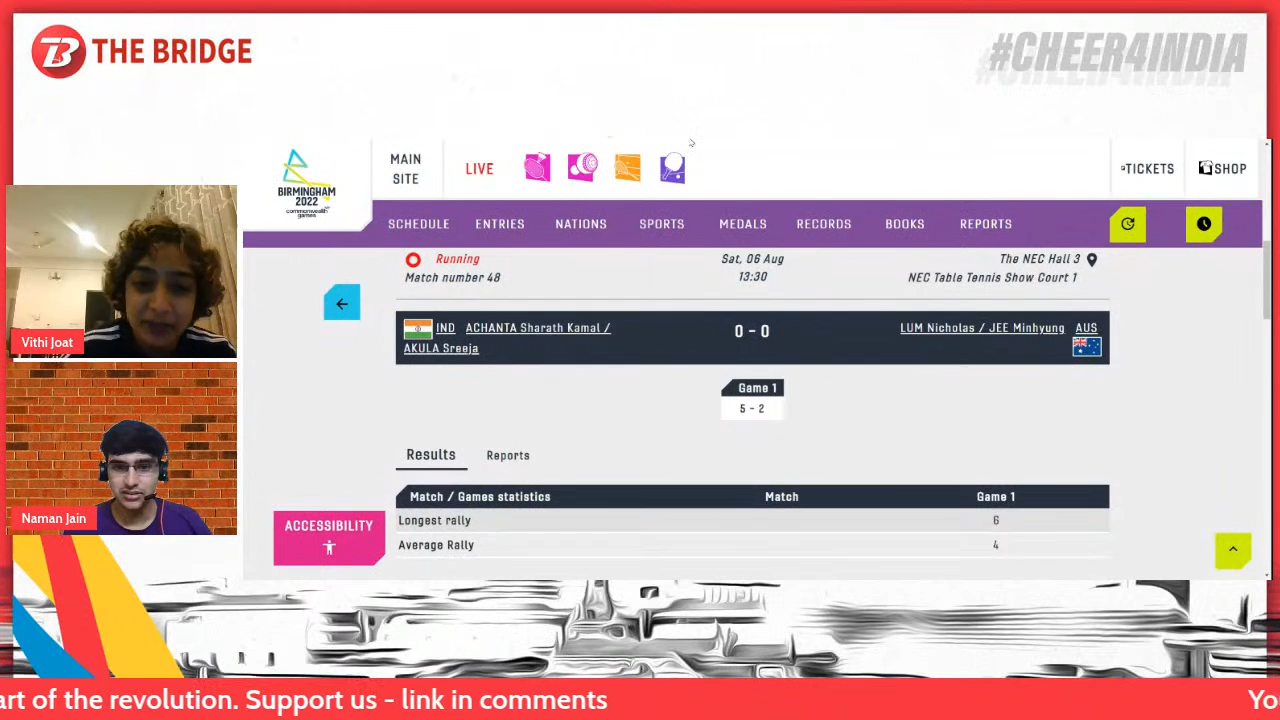 THE BRIDGE
#CHEER4INDIA
BIRMINGHAM
2022
commonwealth
games
MAIN
SITE
LIVE
TICKETS
SHOP
SCHEDULE
ENTRIES
NATIONS
SPORTS
MEDALS
RECORDS
BOOKS
REPORTS
Running
Match number 48
Sat, 06 Aug
13:30
The NEC Hall 3
NEC Table Tennis Show Court 1
IND ACHANTA Sharath Kamal /
AKULA Sreeja
0 - 0
LUM Nicholas / JEE Minhyung AUS
Game 1
5 - 2
Results
Reports
Match / Games statistics Match Game 1
Longest rally 6
Average Rally 4
ACCESSIBILITY
Vithi Joat
Naman Jain
art of the revolution. Support us - link in comments
You